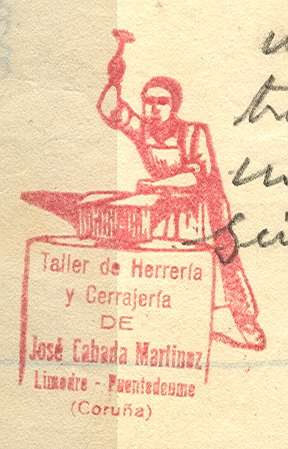 Taller de Herrería
y Cerrajería
DE
José Cabada Martinez
Limodre - Puentedeume
(Coruña)